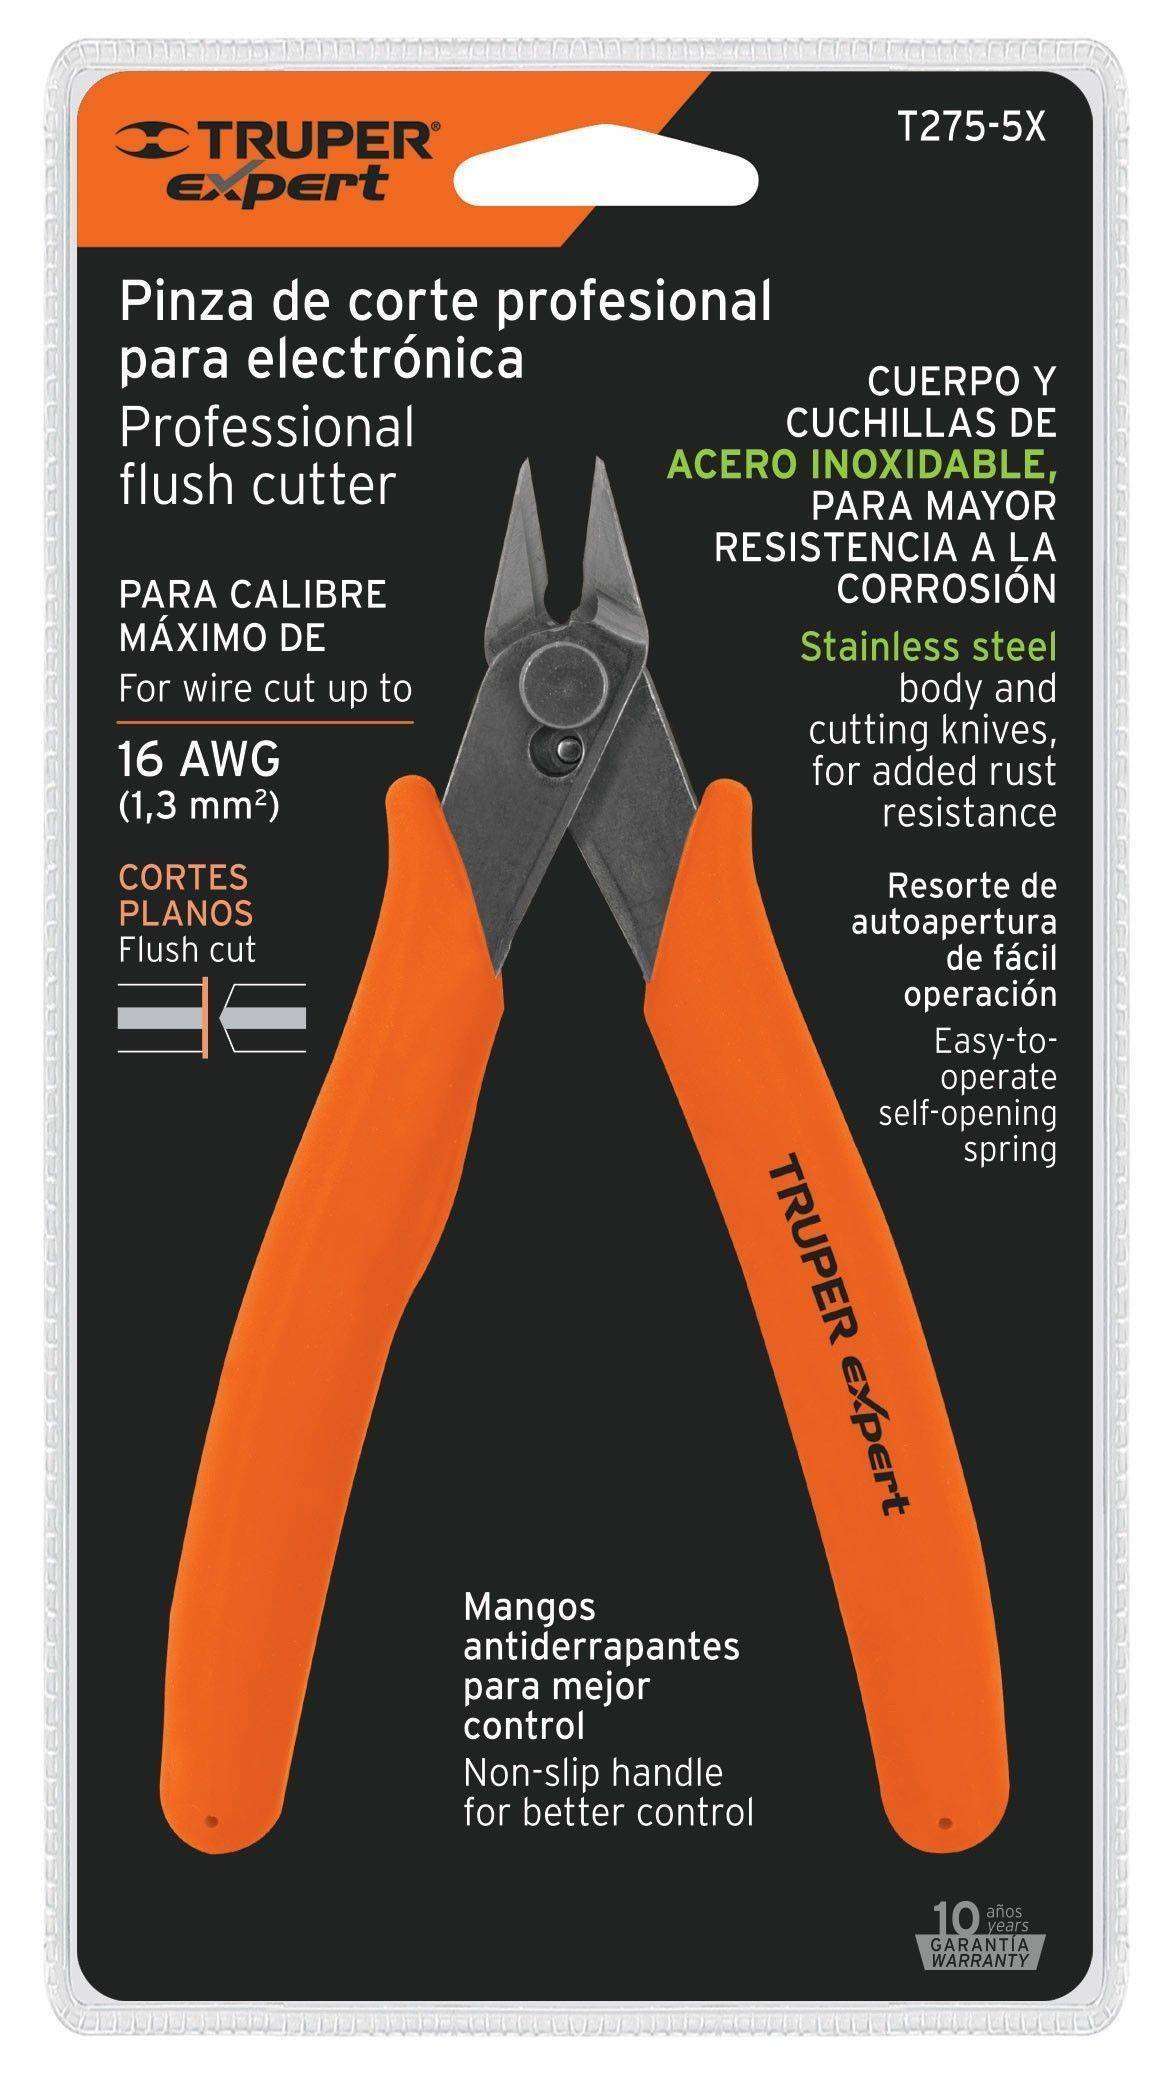 TRUPER®
expert
T275-5X
Pinza de corte profesional
para electrónica
Professional
flush cutter
PARA CALIBRE
MÁXIMO DE
For wire cut up to
16 AWG
(1,3 mm²)
CORTES
PLANOS
Flush cut
CUERPO Y
CUCHILLAS DE
ACERO INOXIDABLE,
PARA MAYOR
RESISTENCIA A LA
CORROSIÓN
Stainless steel
body and
cutting knives,
for added rust
resistance
Resorte de
autoapertura
de fácil
operación
Easy-to-
operate
self-opening
spring
TRUPER expert
Mangos
antiderrapantes
para mejor
control
Non-slip handle
for better control
10 años
years
GARANTÍA
WARRANTY